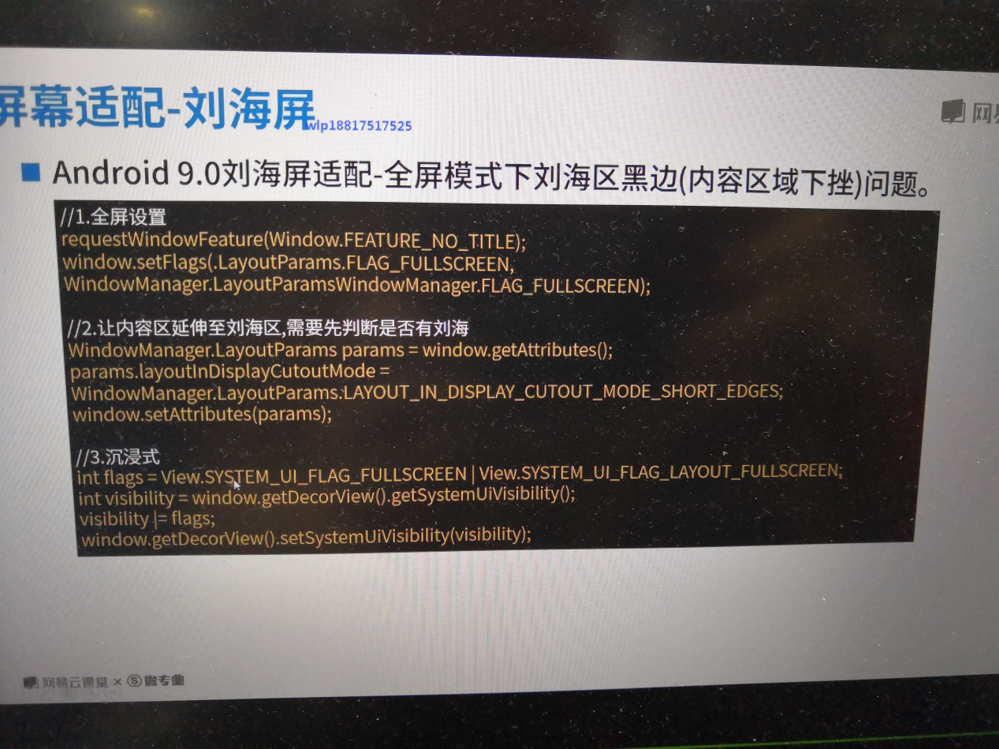 屏幕适配-刘海屏
wlp18817517525
网易
Android 9.0刘海屏适配-全屏模式下刘海区黑边(内容区域下挫)问题。
//1.全屏设置
requestWindowFeature(Window.FEATURE_NO_TITLE);
window.setFlags(.LayoutParams.FLAG_FULLSCREEN,
WindowManager.LayoutParamsWindowManager.FLAG_FULLSCREEN);
//2.让内容区延伸至刘海区,需要先判断是否有刘海
WindowManager.LayoutParams params = window.getAttributes();
params.layoutInDisplayCutoutMode =
WindowManager.LayoutParams.LAYOUT_IN_DISPLAY_CUTOUT_MODE_SHORT_EDGES;
window.setAttributes(params);
//3.沉浸式
int flags = View.SYSTEM_UI_FLAG_FULLSCREEN | View.SYSTEM_UI_FLAG_LAYOUT_FULLSCREEN;
int visibility = window.getDecorView().getSystemUiVisibility();
visibility |= flags;
window.getDecorView().setSystemUiVisibility(visibility);
网易云课堂 × S 微专业